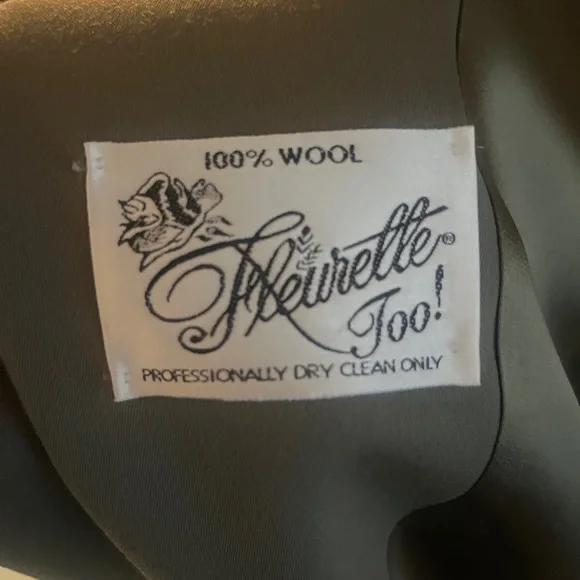 100% WOOL
Fleurette®
Too!
PROFESSIONALLY DRY CLEAN ONLY